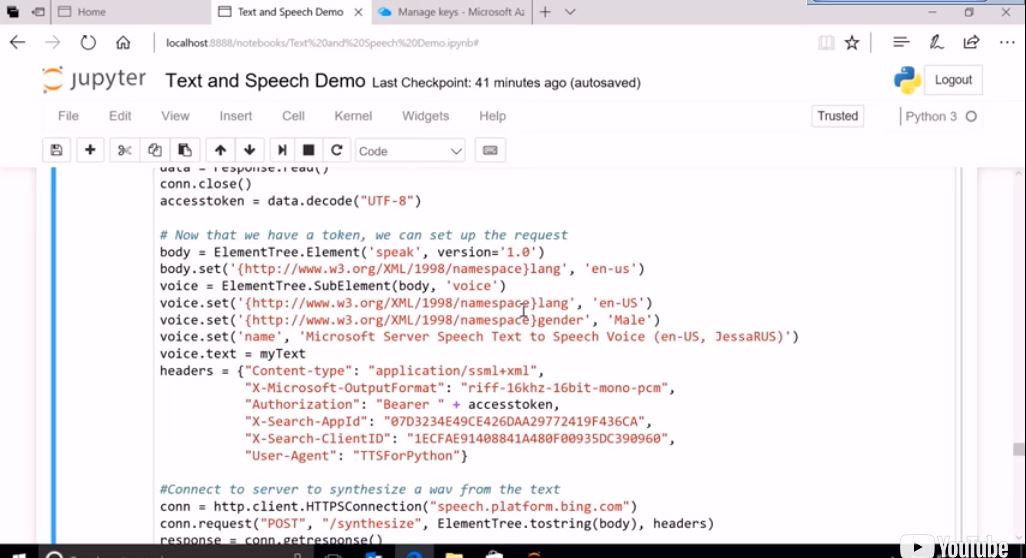 Home
Text and Speech Demo
Manage keys - Microsoft Az
localhost:8888/notebooks/Text%20and%20Speech%20Demo.ipynb#
jupyter Text and Speech Demo Last Checkpoint: 41 minutes ago (autosaved)
Logout
File Edit View Insert Cell Kernel Widgets Help
Trusted
Python 3
Code
data = response.read()
conn.close()
accesstoken = data.decode("UTF-8")
# Now that we have a token, we can set up the request
body = ElementTree.Element('speak', version='1.0')
body.set('{http://www.w3.org/XML/1998/namespace}lang', 'en-us')
voice = ElementTree.SubElement(body, 'voice')
voice.set('{http://www.w3.org/XML/1998/namespace}lang', 'en-US')
voice.set('{http://www.w3.org/XML/1998/namespace}gender', 'Male')
voice.set('name', 'Microsoft Server Speech Text to Speech Voice (en-US, JessaRUS)')
voice.text = myText
headers = {"Content-type": "application/ssml+xml",
"X-Microsoft-OutputFormat": "riff-16khz-16bit-mono-pcm",
"Authorization": "Bearer " + accesstoken,
"X-Search-AppId": "07D3234E49CE426DAA29772419F436CA",
"X-Search-ClientID": "1ECFAE91408841A480F00935DC390960",
"User-Agent": "TTSForPython"}
#Connect to server to synthesize a wav from the text
conn = http.client.HTTPSConnection("speech.platform.bing.com")
conn.request("POST", "/synthesize", ElementTree.tostring(body), headers)
response = conn.getresponse()
YouTube